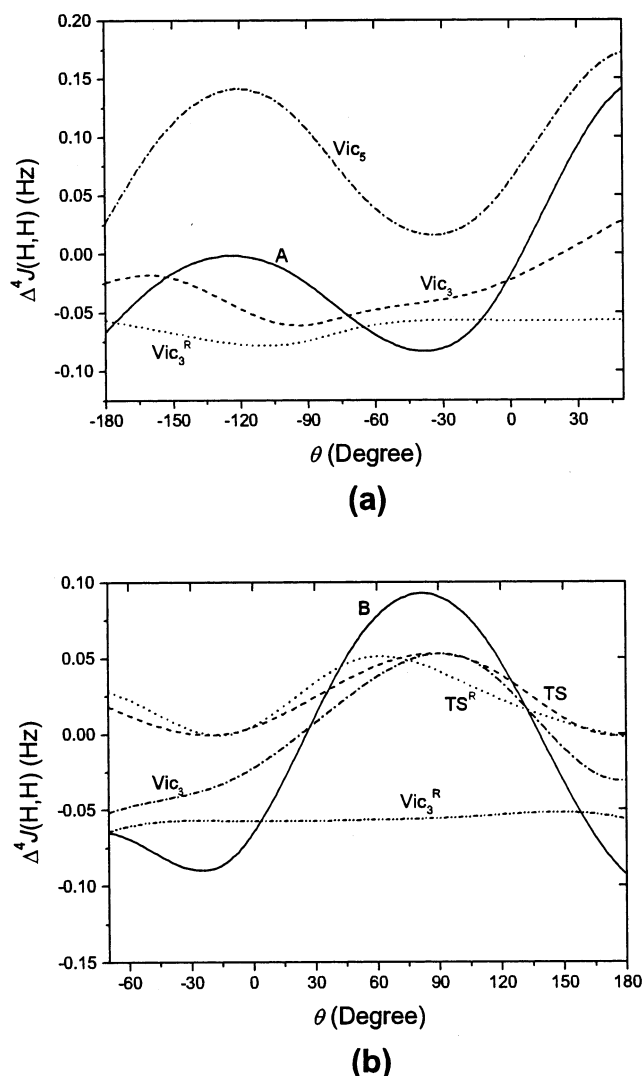 0.20
0.15
0.10
0.05
0.00
-0.05
-0.10
Δ⁴J(H,H) (Hz)
Vic₅
A
Vic₃
Vic₃ᴿ
-180 -150 -120 -90 -60 -30 0 30
θ (Degree)
(a)
0.10
0.05
0.00
-0.05
-0.10
-0.15
Δ⁴J(H,H) (Hz)
B
TSᴿ TS
Vic₃
Vic₃ᴿ
-60 -30 0 30 60 90 120 150 180
θ (Degree)
(b)